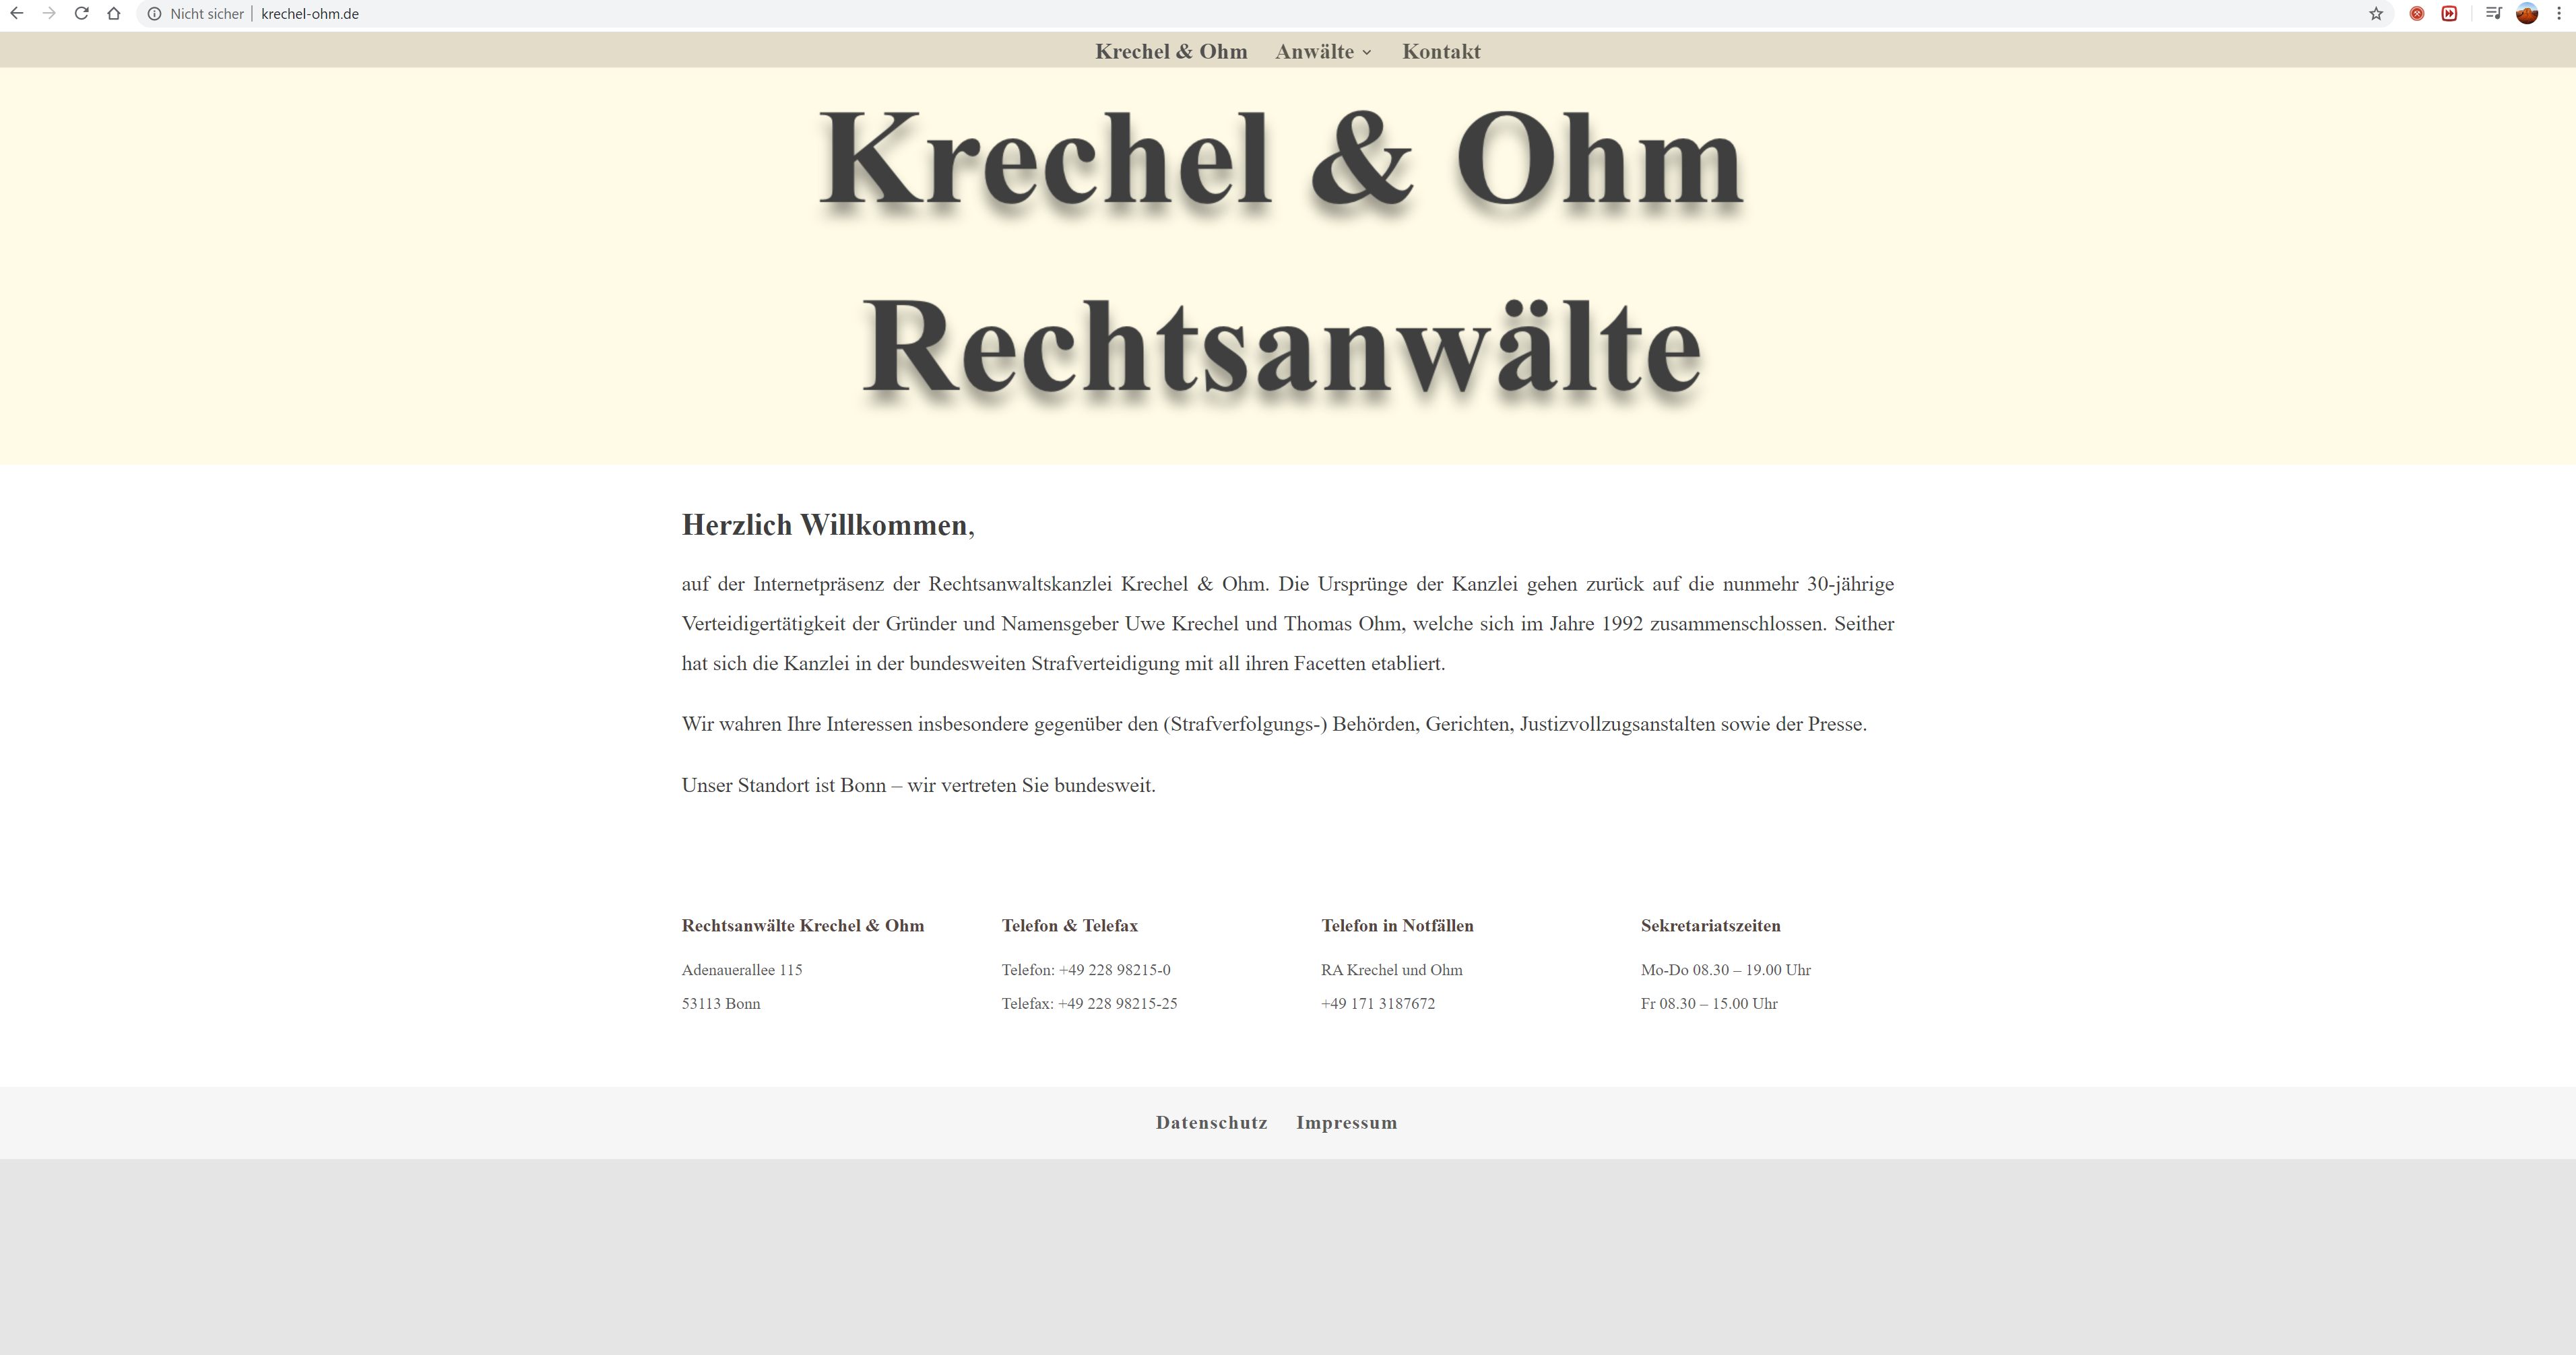 Nicht sicher | krechel-ohm.de
Krechel & Ohm Anwälte Kontakt
Krechel & Ohm
Rechtsanwälte
Herzlich Willkommen,
auf der Internetpräsenz der Rechtsanwaltskanzlei Krechel & Ohm. Die Ursprünge der Kanzlei gehen zurück auf die nunmehr 30-jährige
Verteidigertätigkeit der Gründer und Namensgeber Uwe Krechel und Thomas Ohm, welche sich im Jahre 1992 zusammenschlossen. Seither
hat sich die Kanzlei in der bundesweiten Strafverteidigung mit all ihren Facetten etabliert.
Wir wahren Ihre Interessen insbesondere gegenüber den (Strafverfolgungs-) Behörden, Gerichten, Justizvollzugsanstalten sowie der Presse.
Unser Standort ist Bonn – wir vertreten Sie bundesweit.
Rechtsanwälte Krechel & Ohm
Adenauerallee 115
53113 Bonn
Telefon & Telefax
Telefon: +49 228 98215-0
Telefax: +49 228 98215-25
Telefon in Notfällen
RA Krechel und Ohm
+49 171 3187672
Sekretariatszeiten
Mo-Do 08.30 – 19.00 Uhr
Fr 08.30 – 15.00 Uhr
Datenschutz Impressum